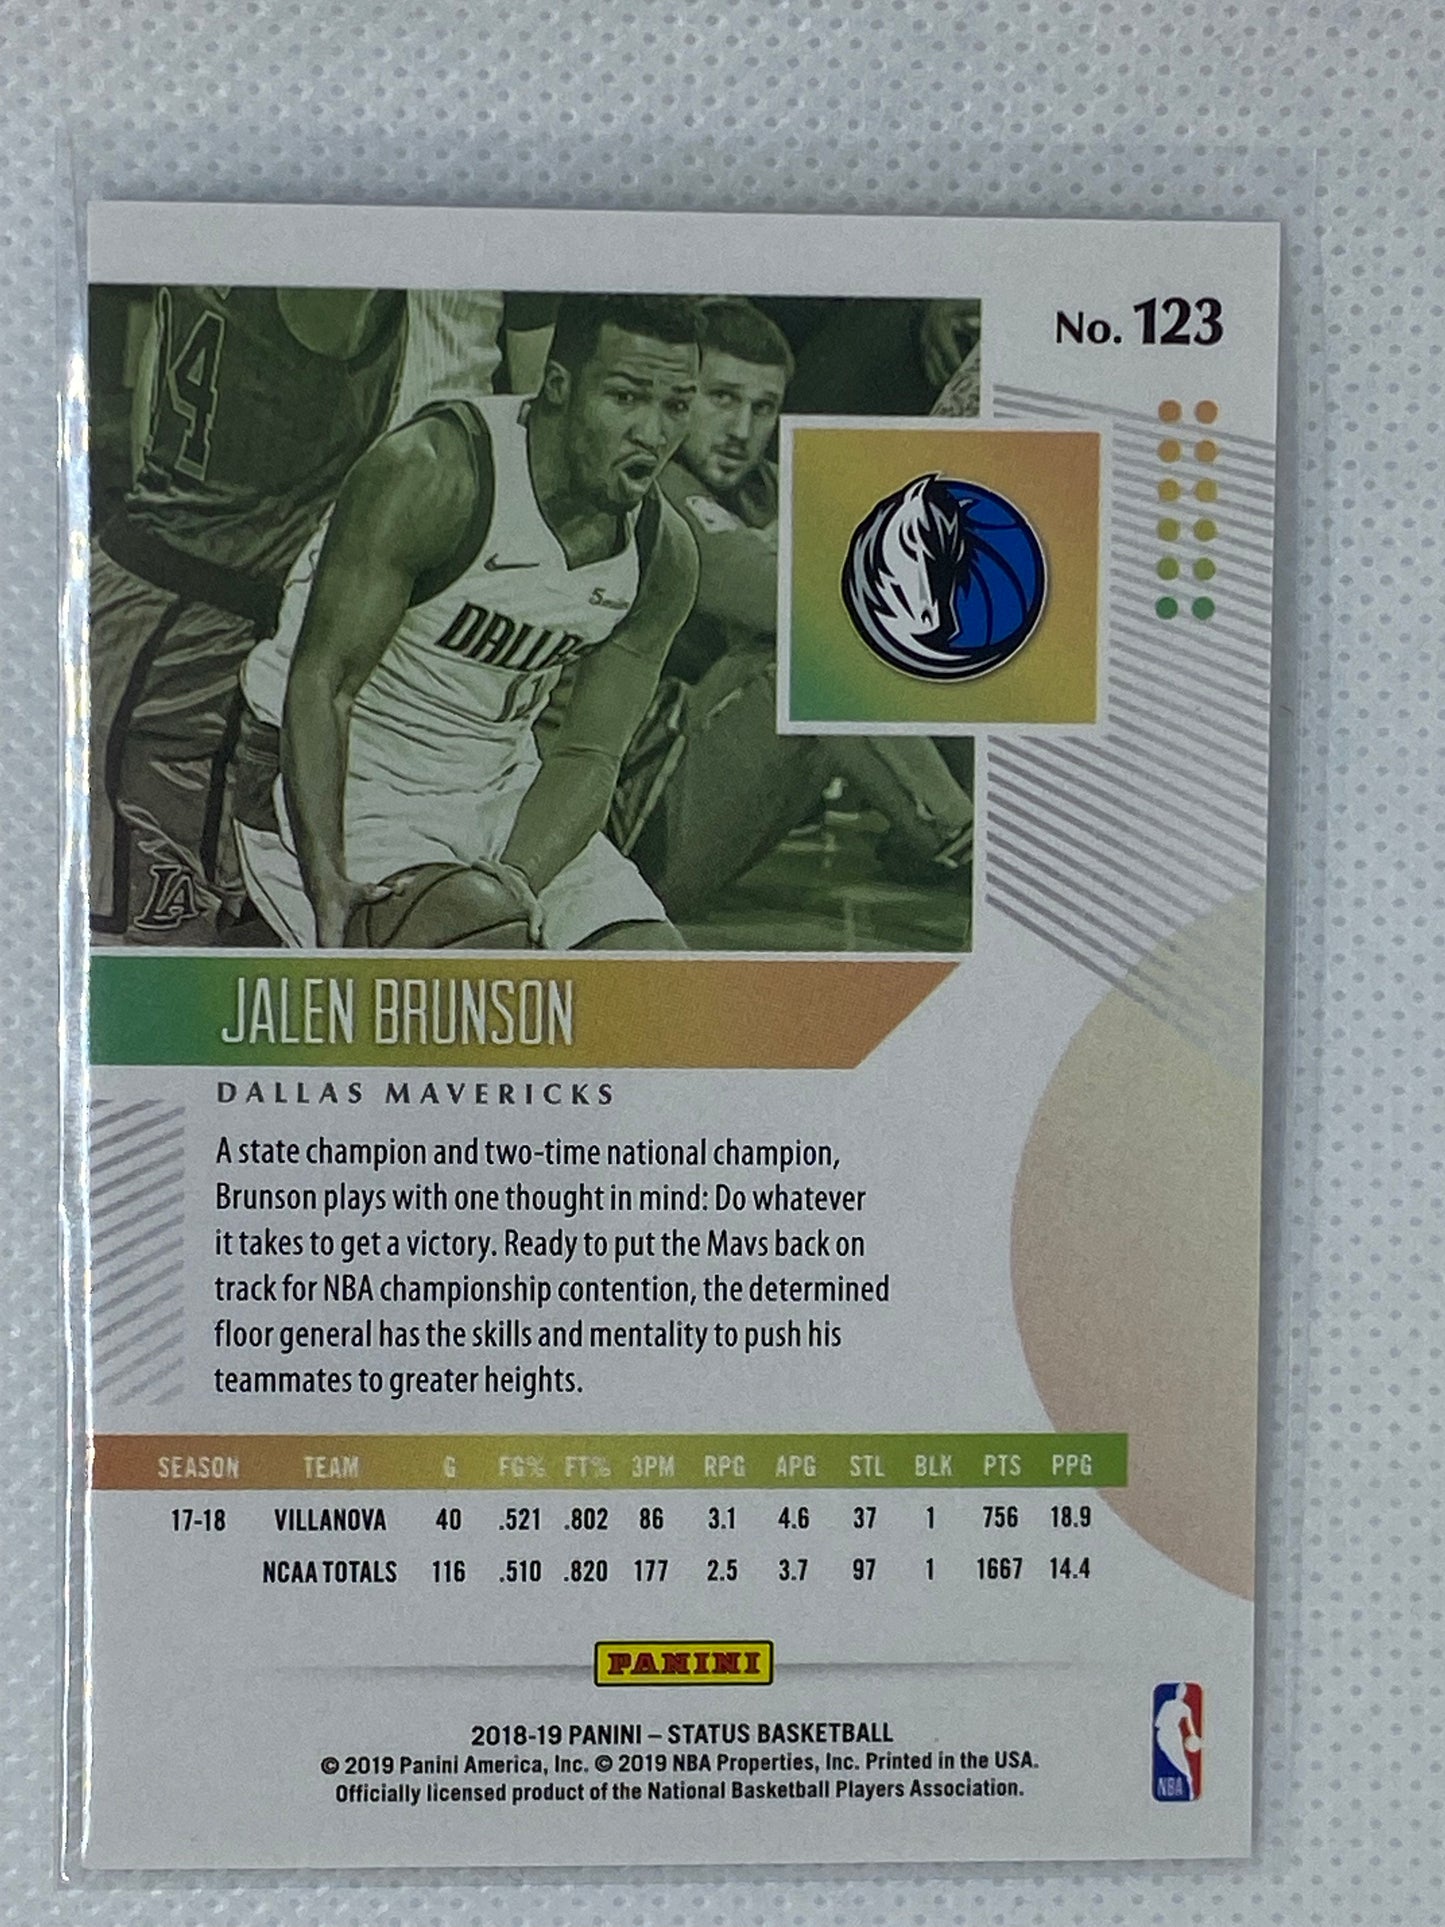 No. 123
4
5
DALLAS
LA
JALEN BRUNSON
DALLAS MAVERICKS
A state champion and two-time national champion,
Brunson plays with one thought in mind: Do whatever
it takes to get a victory. Ready to put the Mavs back on
track for NBA championship contention, the determined
floor general has the skills and mentality to push his
teammates to greater heights.
SEASON TEAM G FG% FT% 3PM RPG APG STL BLK PTS PPG
17-18 VILLANOVA 40 .521 .802 86 3.1 4.6 37 1 756 18.9
NCAA TOTALS 116 .510 .820 177 2.5 3.7 97 1 1667 14.4
PANINI
2018-19 PANINI – STATUS BASKETBALL
© 2019 Panini America, Inc. © 2019 NBA Properties, Inc. Printed in the USA.
Officially licensed product of the National Basketball Players Association.
NBA